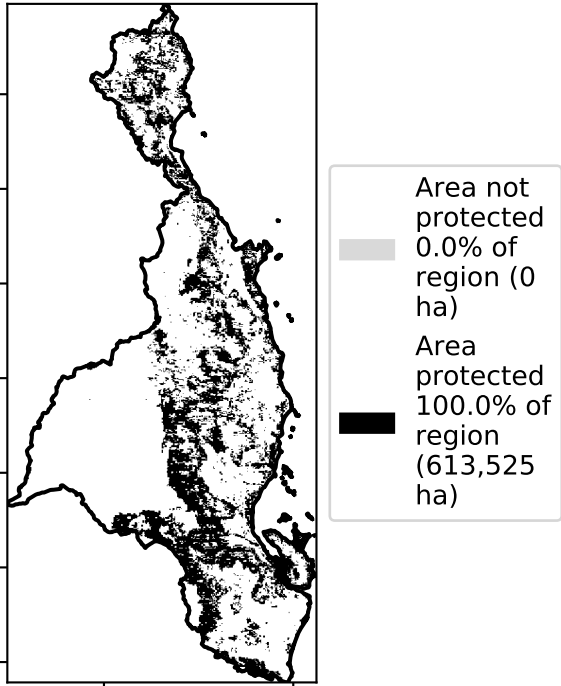 Area not
protected
0.0% of
region (0
ha)
Area
protected
100.0% of
region
(613,525
ha)